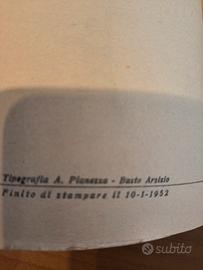 Tipografia A. Pianezza - Busto Arsizio
Finito di stampare il 10-1-1952
subito